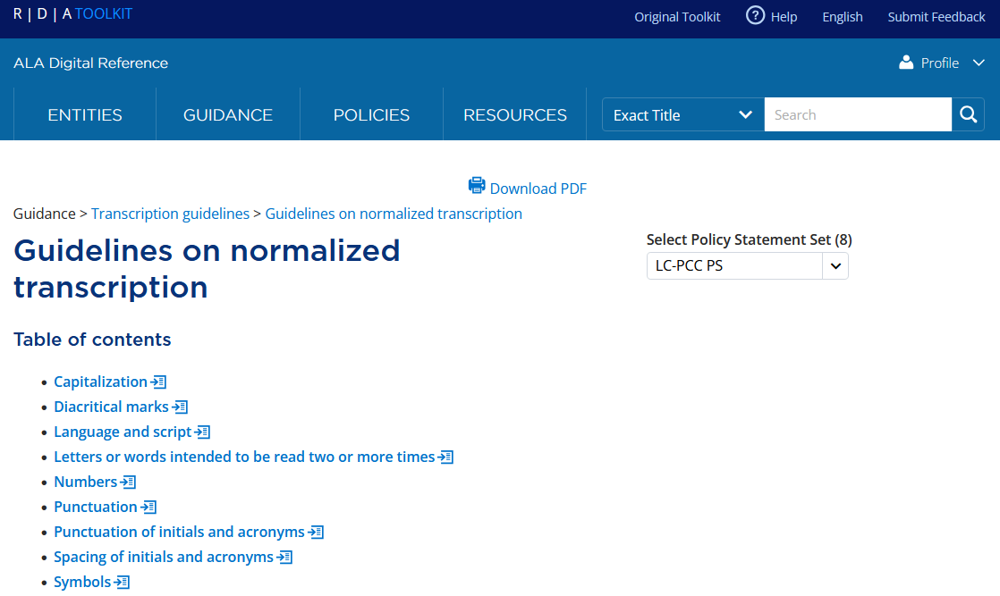 R | D | A TOOLKIT
Original Toolkit ? Help English Submit Feedback
ALA Digital Reference
Profile
ENTITIES GUIDANCE POLICIES RESOURCES Exact Title Search
Download PDF
Guidance > Transcription guidelines > Guidelines on normalized transcription
Guidelines on normalized
transcription
Select Policy Statement Set (8)
LC-PCC PS
Table of contents
• Capitalization
• Diacritical marks
• Language and script
• Letters or words intended to be read two or more times
• Numbers
• Punctuation
• Punctuation of initials and acronyms
• Spacing of initials and acronyms
• Symbols